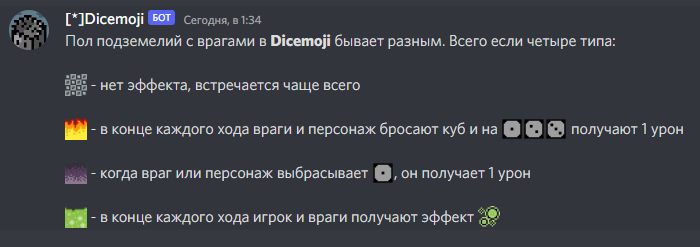 [*]Dicemoji БОТ Сегодня, в 1:34
Пол подземелий с врагами в Dicemoji бывает разным. Всего если четыре типа:
- нет эффекта, встречается чаще всего
- в конце каждого хода враги и персонаж бросают куб и на получают 1 урон
- когда враг или персонаж выбрасывает , он получает 1 урон
- в конце каждого хода игрок и враги получают эффект